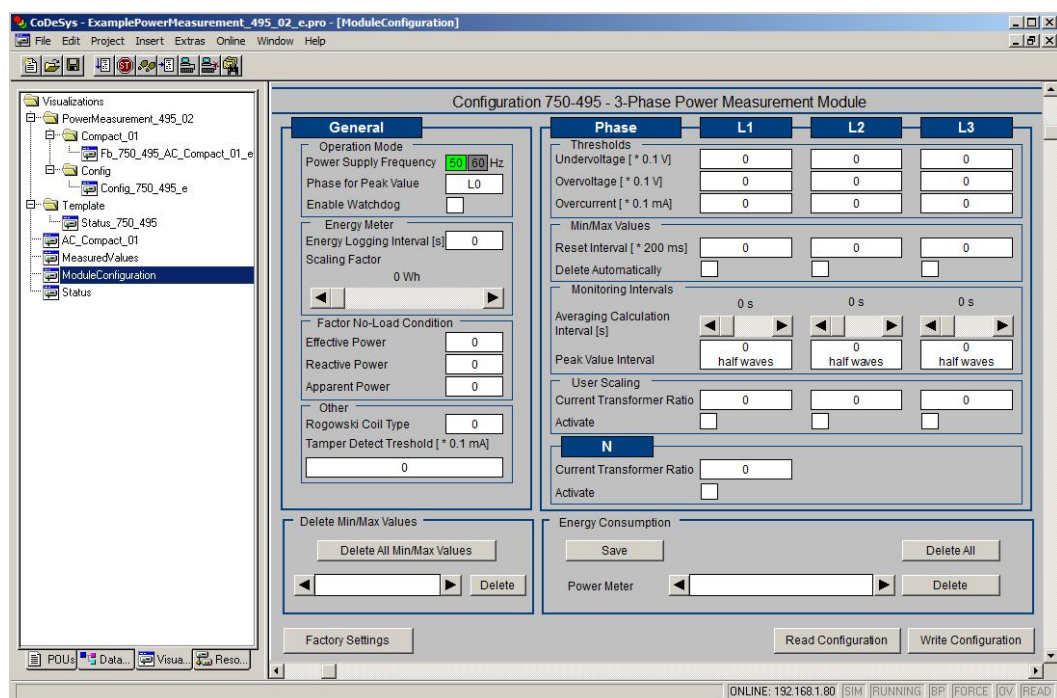 CoDeSys - ExamplePowerMeasurement_495_02_e.pro - [ModuleConfiguration]
File Edit Project Insert Extras Online Window Help
Visualizations
PowerMeasurement_495_02
Compact_01
Fb_750_495_AC_Compact_01_e
Config
Config_750_495_e
Template
Status_750_495
AC_Compact_01
MeasuredValues
ModuleConfiguration
Status
POUs Data... Visua... Reso...
Configuration 750-495 - 3-Phase Power Measurement Module
General
Operation Mode
Power Supply Frequency 50 60 Hz
Phase for Peak Value L0
Enable Watchdog
Energy Meter
Energy Logging Interval [s] 0
Scaling Factor
0 Wh
Factor No-Load Condition
Effective Power 0
Reactive Power 0
Apparent Power 0
Other
Rogowski Coil Type 0
Tamper Detect Treshold [ * 0.1 mA]
0
Phase L1 L2 L3
Thresholds
Undervoltage [ * 0.1 V] 0 0 0
Overvoltage [ * 0.1 V] 0 0 0
Overcurrent [ * 0.1 mA] 0 0 0
Min/Max Values
Reset Interval [ * 200 ms] 0 0 0
Delete Automatically
Monitoring Intervals
0 s 0 s 0 s
Averaging Calculation
Interval [s]
0 0 0
Peak Value Interval half waves half waves half waves
User Scaling
Current Transformer Ratio 0 0 0
Activate
N
Current Transformer Ratio 0
Activate
Delete Min/Max Values
Delete All Min/Max Values
Delete
Energy Consumption
Save Delete All
Power Meter Delete
Factory Settings Read Configuration Write Configuration
ONLINE: 192.168.1.80 SIM RUNNING BP FORCE OV READ